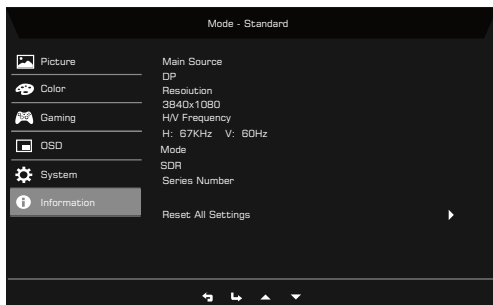 Mode - Standard
Picture
Color
Gaming
OSD
System
Information
Main Source
DP
Resoiution
3840x1080
H/V Frequency
H: 67KHz V: 60Hz
Mode
SDR
Series Number
Reset All Settings